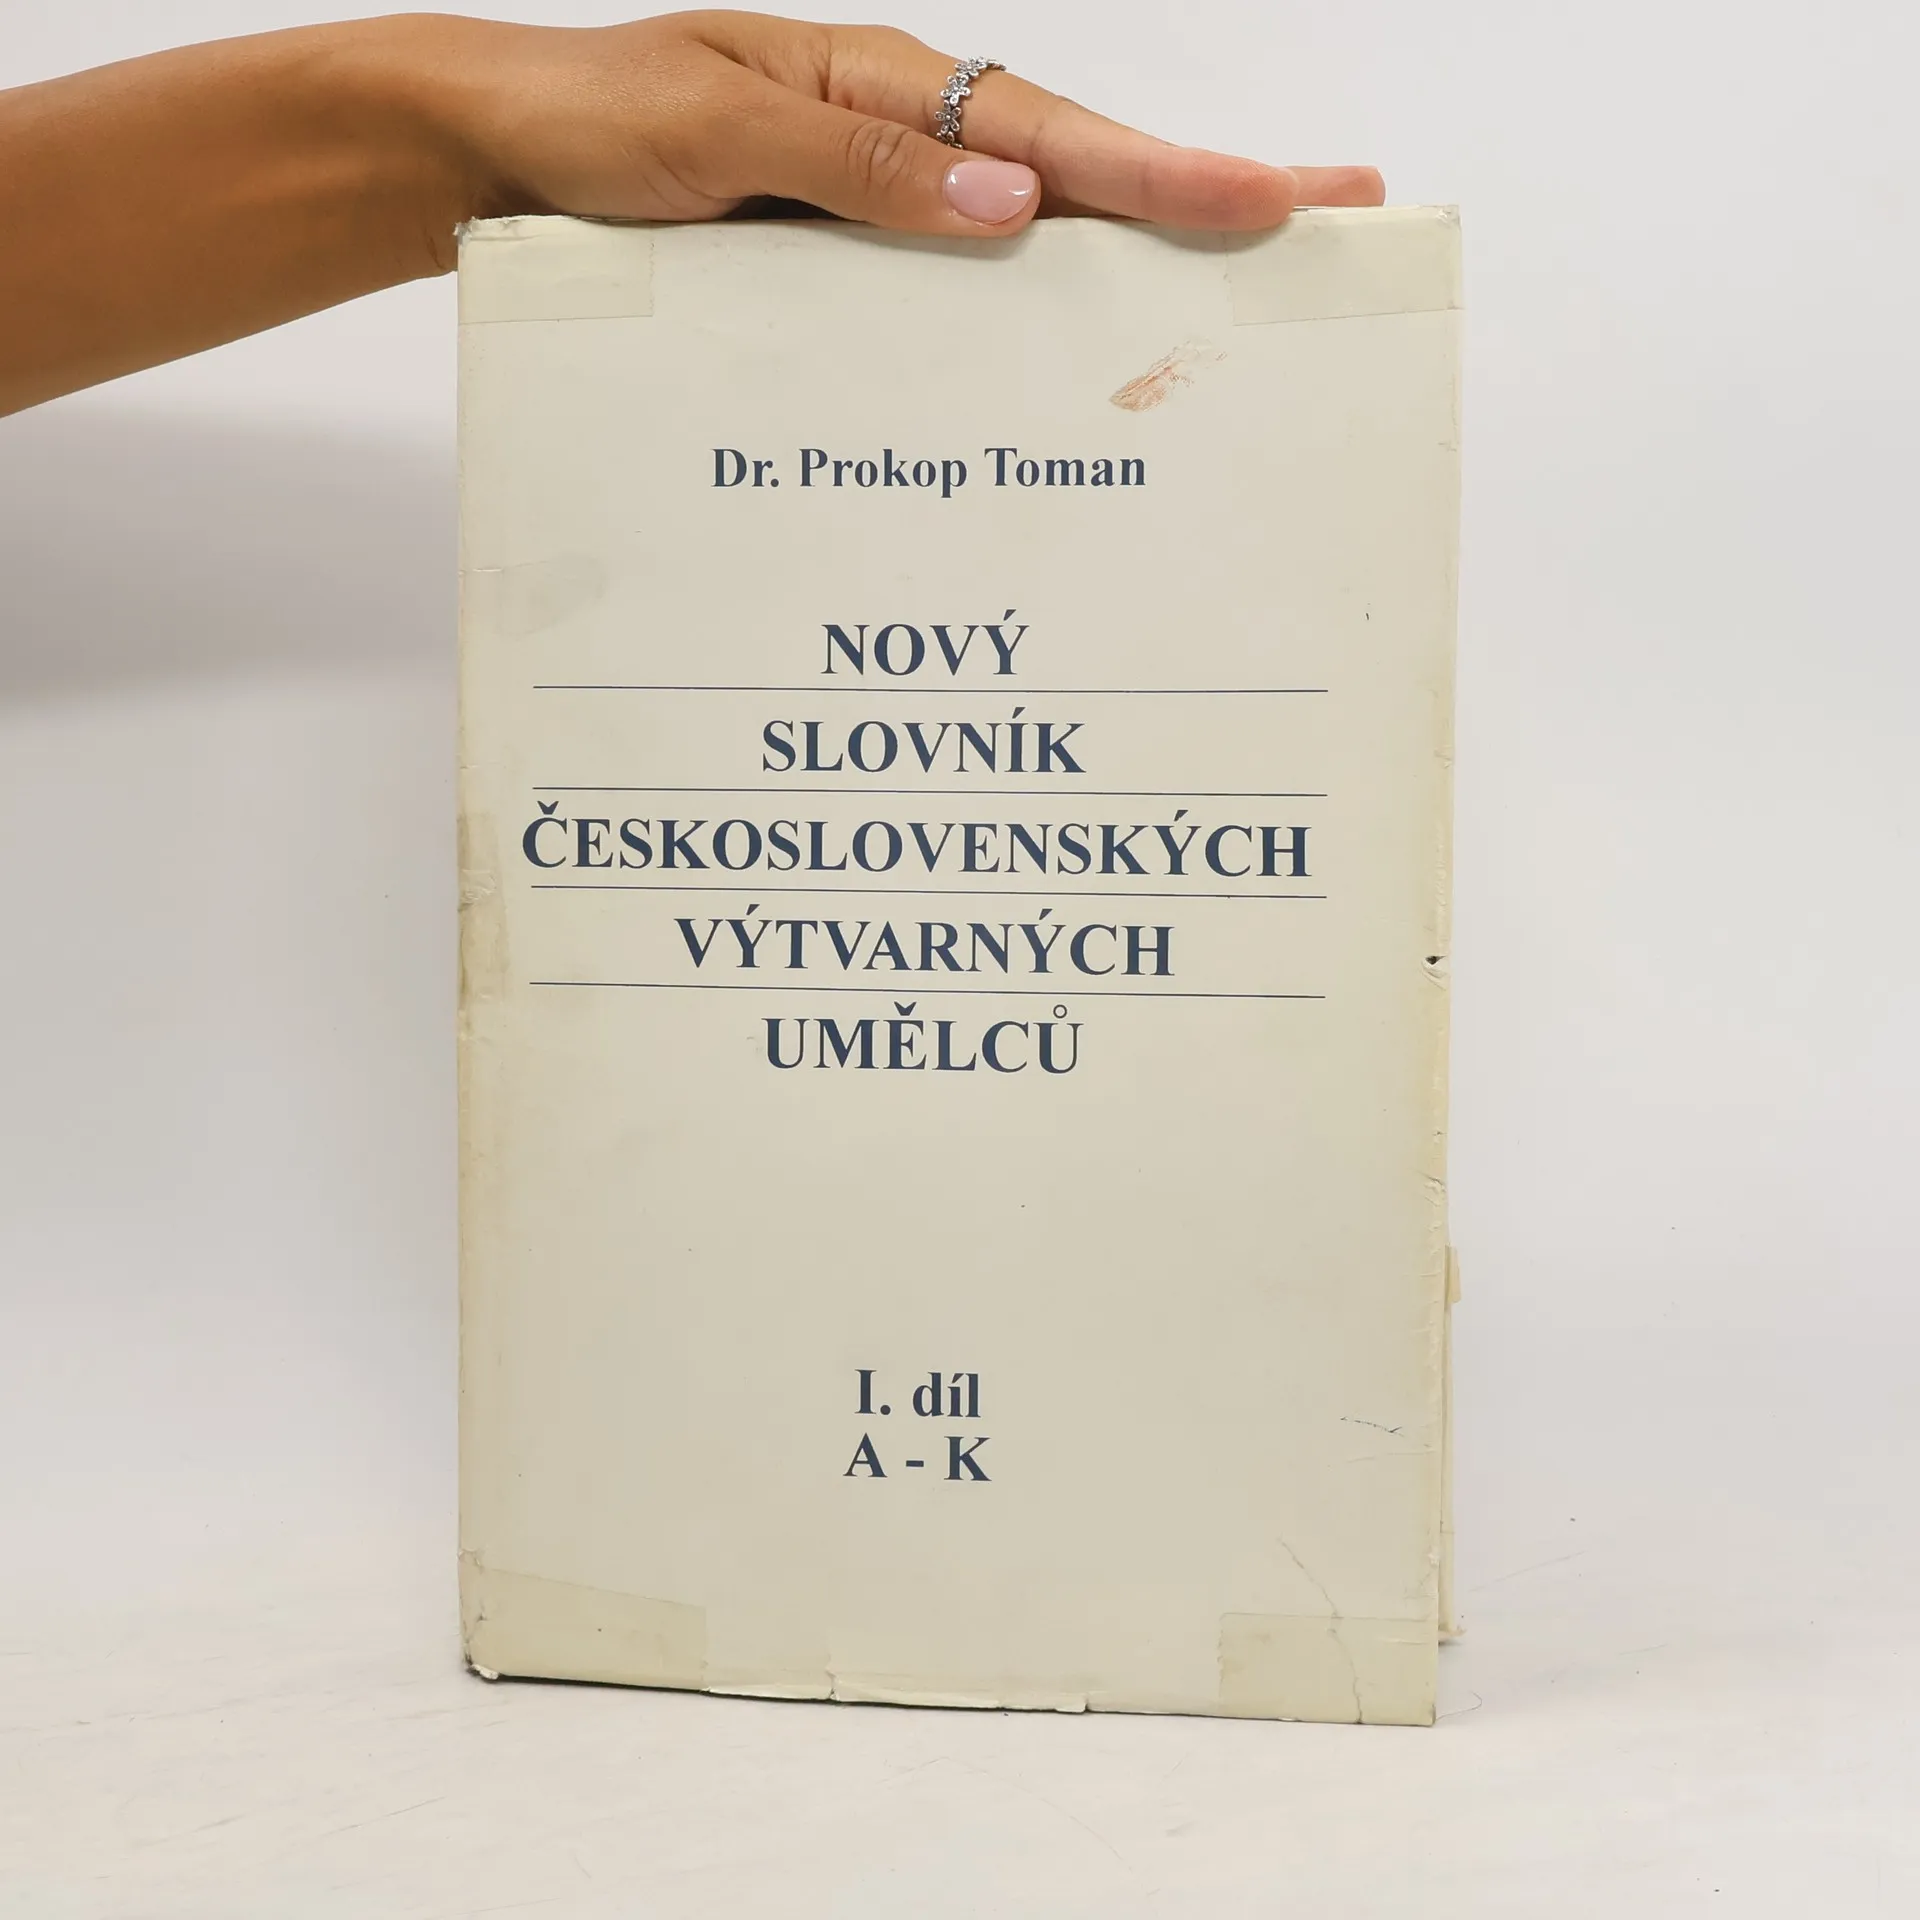 Dr. Prokop Toman
NOVÝ
SLOVNÍK
ČESKOSLOVENSKÝCH
VÝTVARNÝCH
UMĚLCŮ
I. díl
A - K